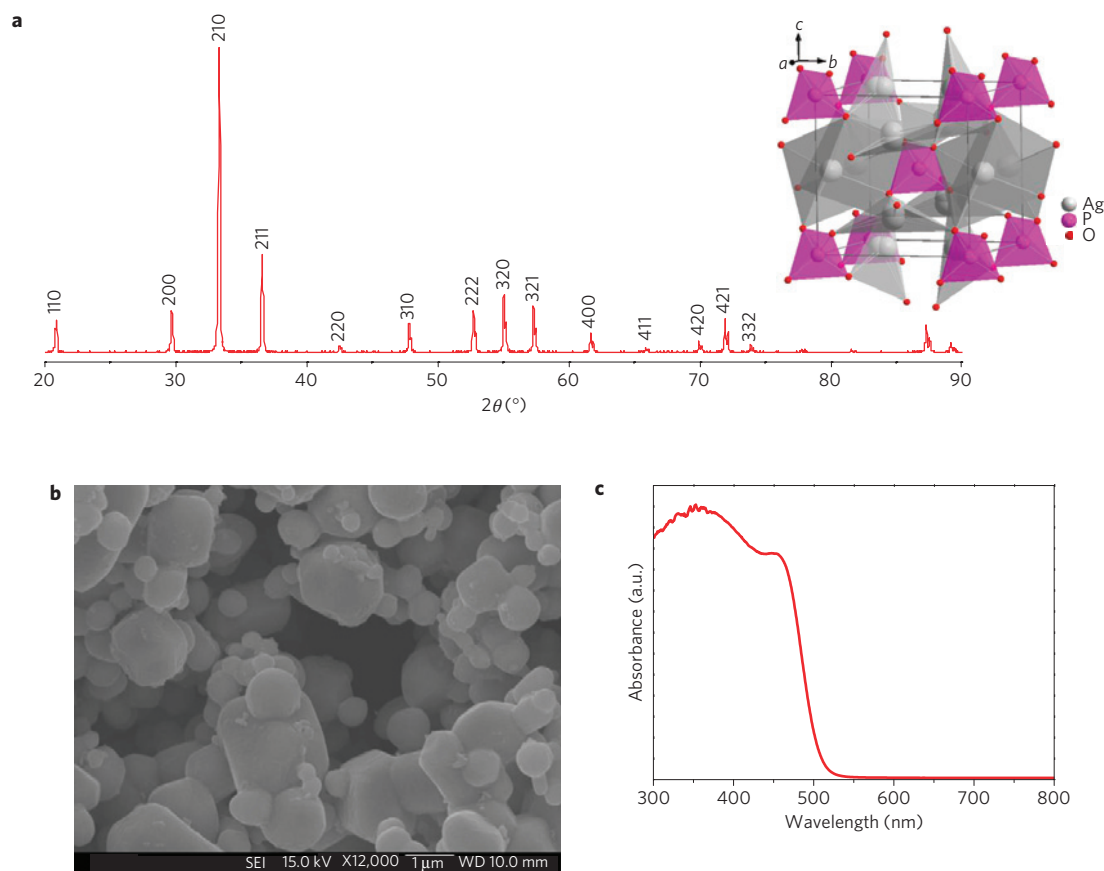 a
110
200
210
211
220
310
222
320
321
400
411
420
421
332
20 30 40 50 60 70 80 90
2θ (°)
c
a b
Ag
P
O
b
SEI 15.0 kV X12,000 1 μm WD 10.0 mm
c
Absorbance (a.u.)
300 400 500 600 700 800
Wavelength (nm)